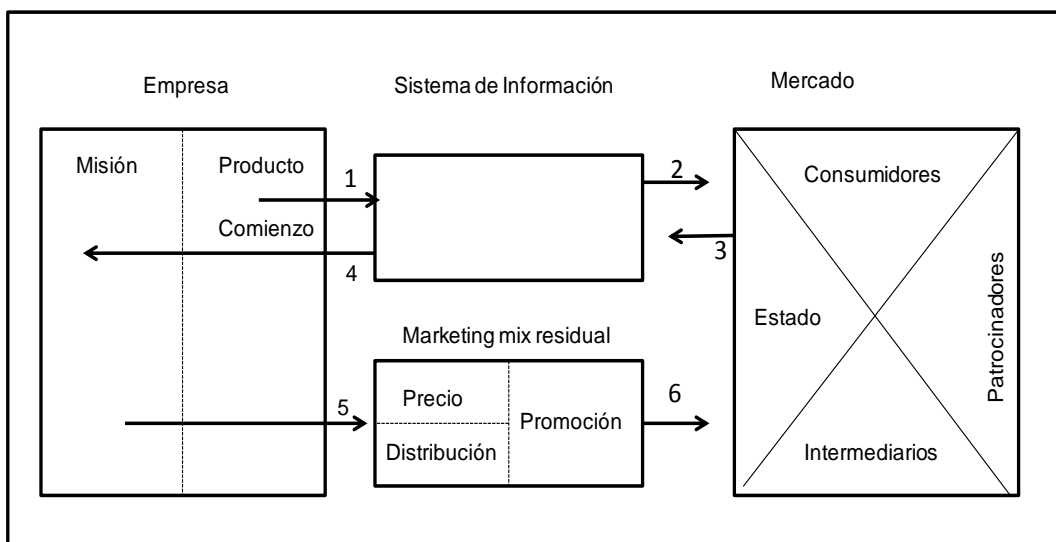 Empresa
Sistema de Información
Mercado
Misión
Producto
1
2
Consumidores
Comienzo
4
3
Estado
Patrocinadores
Marketing mix residual
5
Precio
Distribución
Promoción
6
Intermediarios